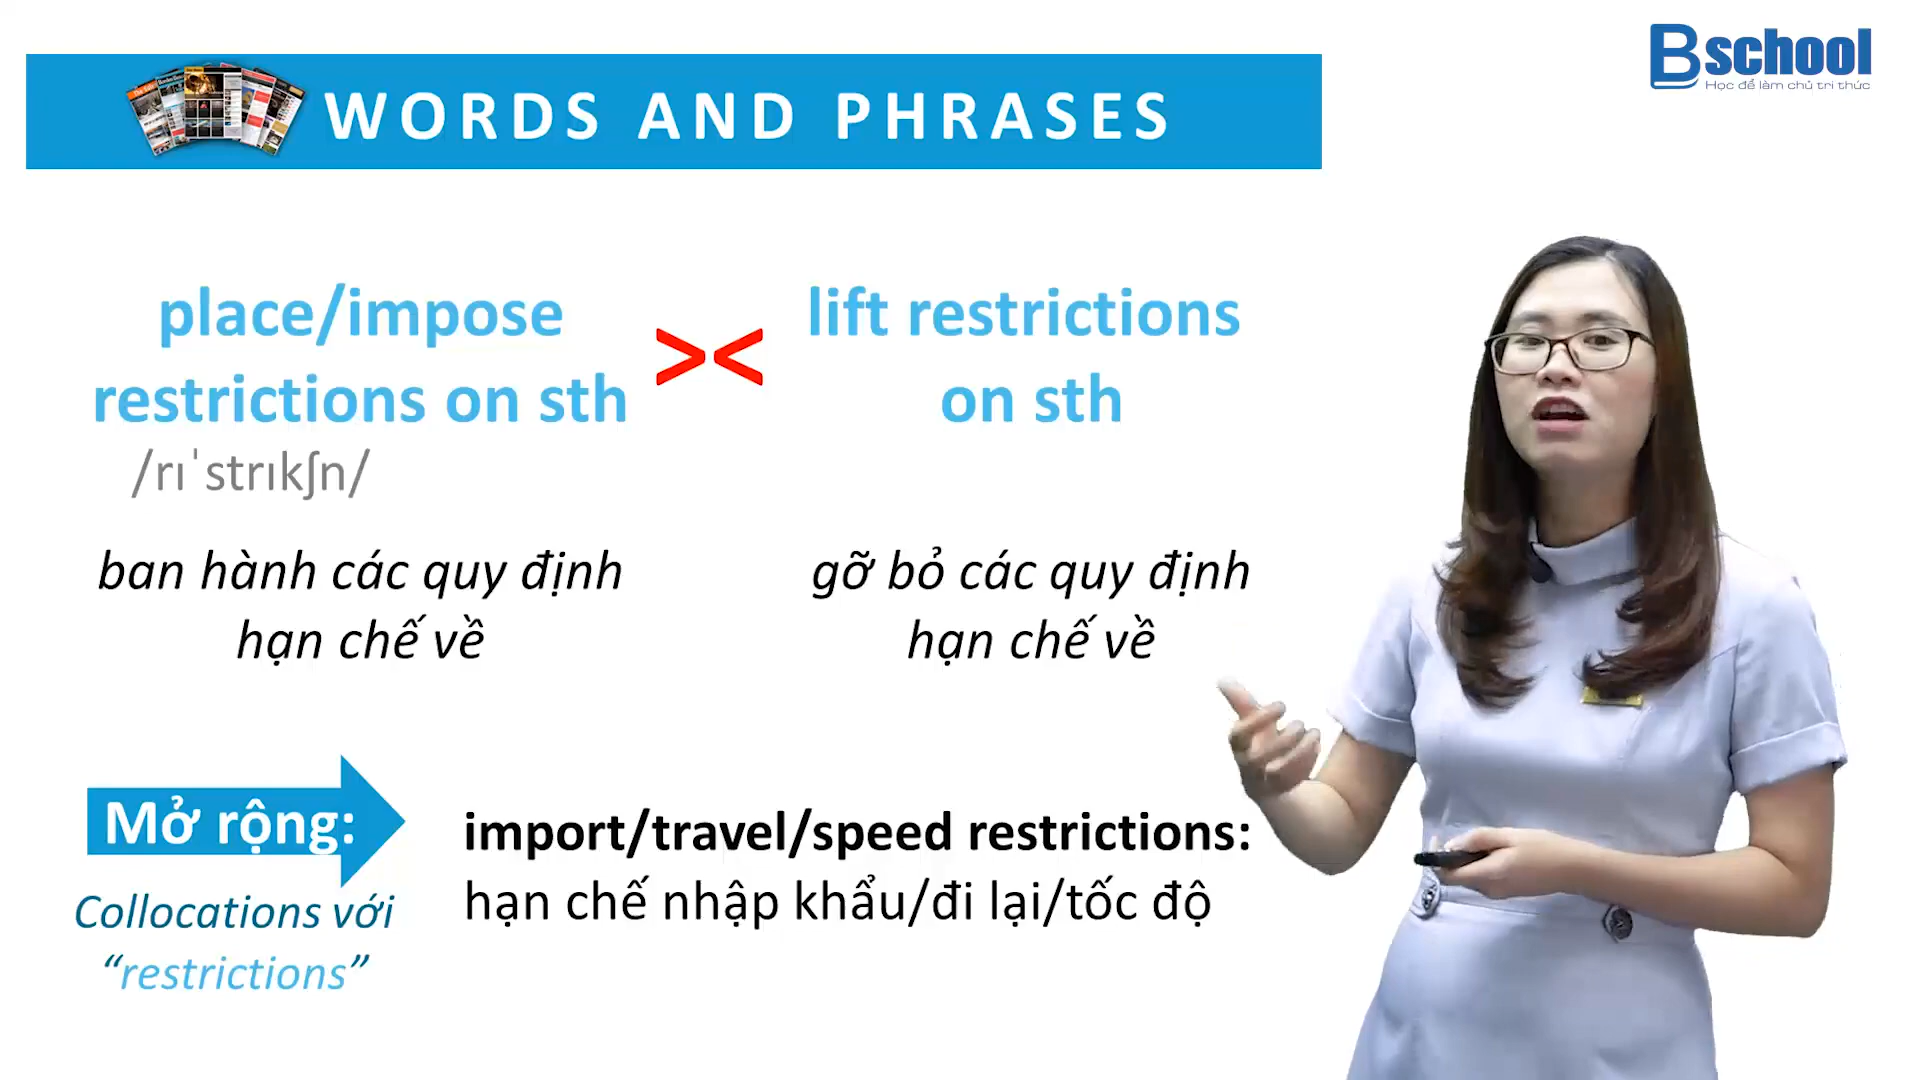 Bschool
Học để làm chủ tri thức
WORDS AND PHRASES
place/impose
restrictions on sth
/rɪˈstrɪkʃn/
ban hành các quy định
hạn chế về
><
lift restrictions
on sth
gỡ bỏ các quy định
hạn chế về
Mở rộng:
Collocations với
“restrictions”
import/travel/speed restrictions:
hạn chế nhập khẩu/đi lại/tốc độ